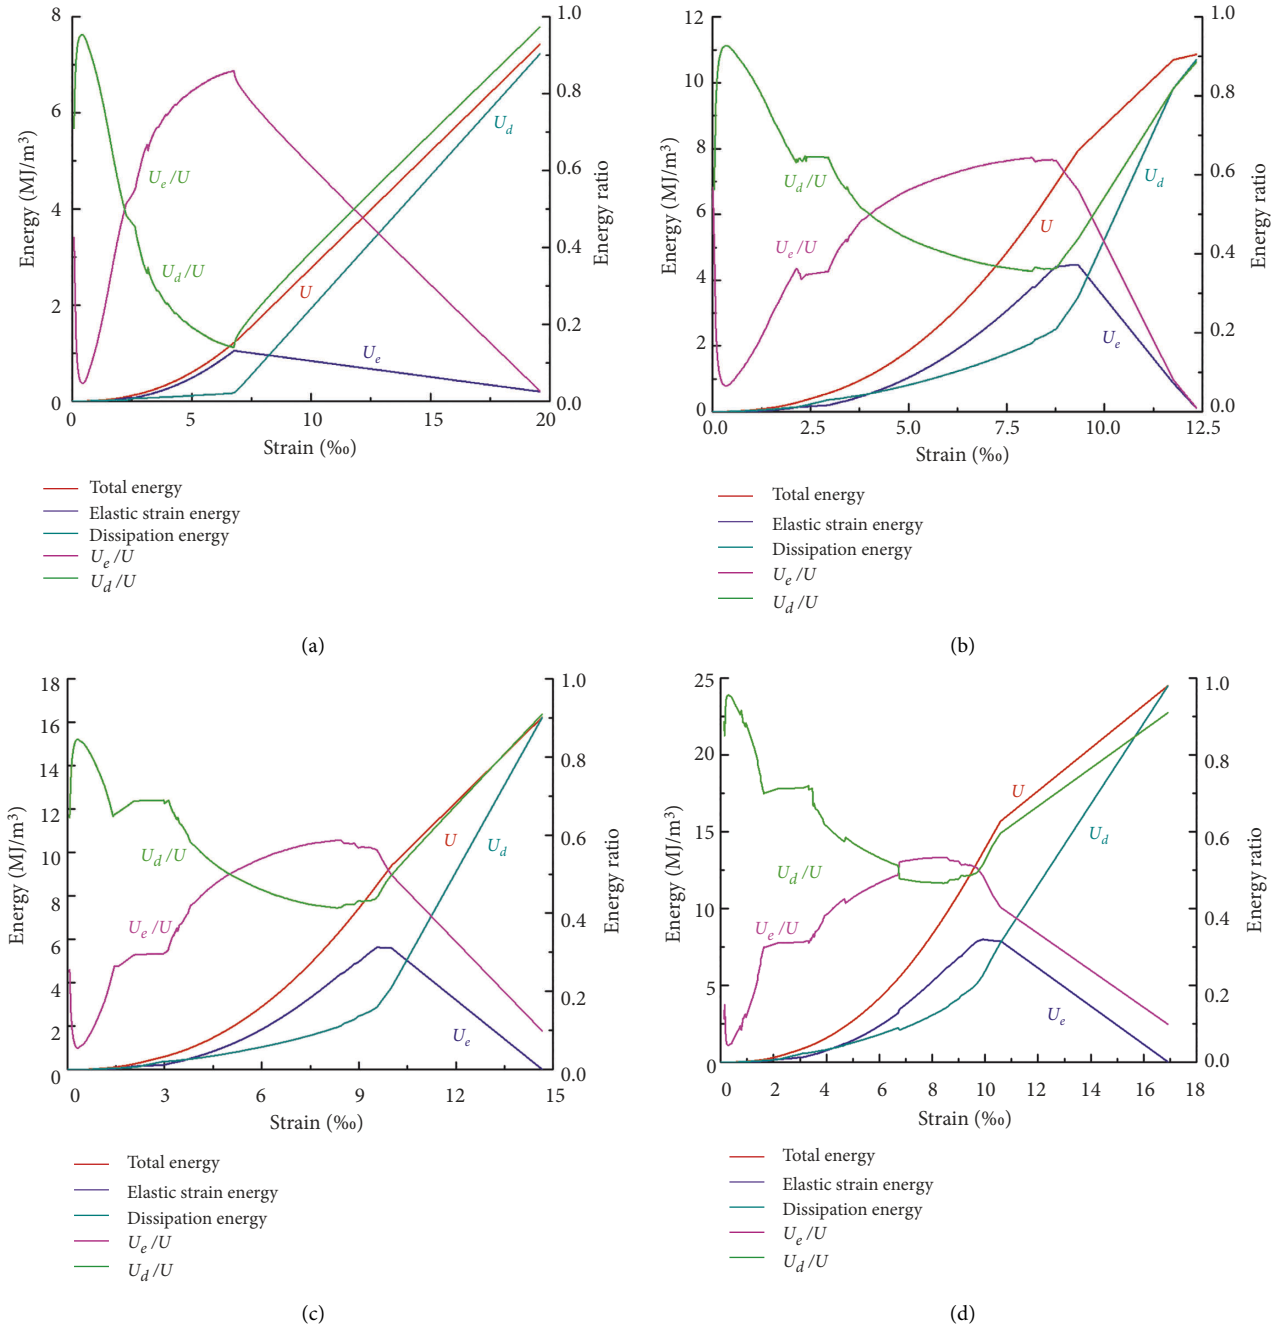 8
1.0
0.8
6
Energy (MJ/m³)
0.6
Energy ratio
4
0.4
2
0.2
0
0.0
0
5
10
15
20
Strain (‰)
U_e/U
U_d/U
U
U_d
U_e
Total energy
Elastic strain energy
Dissipation energy
U_e/U
U_d/U
(a)
12
1.0
10
0.8
8
Energy (MJ/m³)
0.6
Energy ratio
6
0.4
4
0.2
2
0
0.0
0.0
2.5
5.0
7.5
10.0
12.5
Strain (‰)
U_d/U
U_e/U
U
U_d
U_e
Total energy
Elastic strain energy
Dissipation energy
U_e/U
U_d/U
(b)
18
1.0
16
14
0.8
12
10
Energy (MJ/m³)
0.6
Energy ratio
8
0.4
6
4
0.2
2
0
0.0
0
3
6
9
12
15
Strain (‰)
U_d/U
U_e/U
U
U_d
U_e
Total energy
Elastic strain energy
Dissipation energy
U_e/U
U_d/U
(c)
25
1.0
20
0.8
15
Energy (MJ/m³)
0.6
Energy ratio
10
0.4
5
0.2
0
0.0
0
2
4
6
8
10
12
14
16
18
Strain (‰)
U_d/U
U_e/U
U
U_d
U_e
Total energy
Elastic strain energy
Dissipation energy
U_e/U
U_d/U
(d)